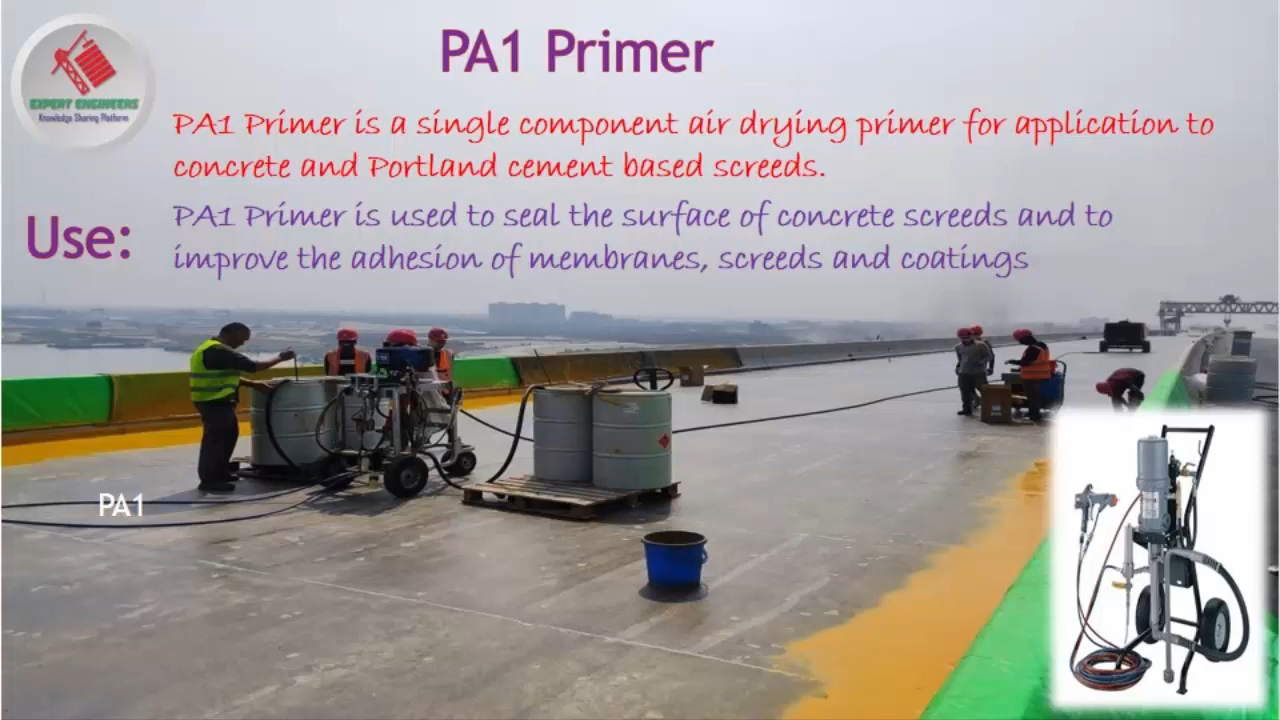 PA1 Primer
EXPERT ENGINEERS
Knowledge Sharing Platform
PA1 Primer is a single component air drying primer for application to
concrete and Portland cement based screeds.
Use:
PA1 Primer is used to seal the surface of concrete screeds and to
improve the adhesion of membranes, screeds and coatings
PA1